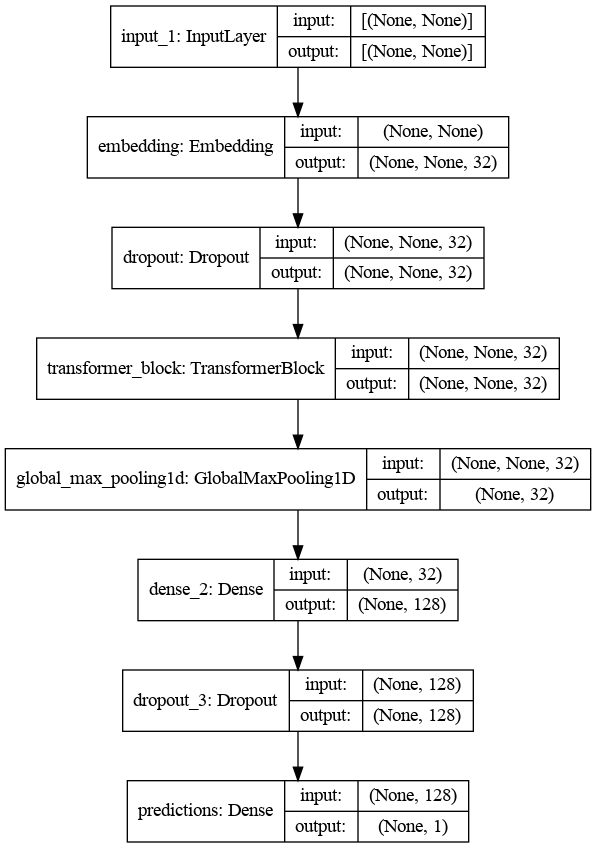 input_1: InputLayer
input: [(None, None)]
output: [(None, None)]
embedding: Embedding
input: (None, None)
output: (None, None, 32)
dropout: Dropout
input: (None, None, 32)
output: (None, None, 32)
transformer_block: TransformerBlock
input: (None, None, 32)
output: (None, None, 32)
global_max_pooling1d: GlobalMaxPooling1D
input: (None, None, 32)
output: (None, 32)
dense_2: Dense
input: (None, 32)
output: (None, 128)
dropout_3: Dropout
input: (None, 128)
output: (None, 128)
predictions: Dense
input: (None, 128)
output: (None, 1)